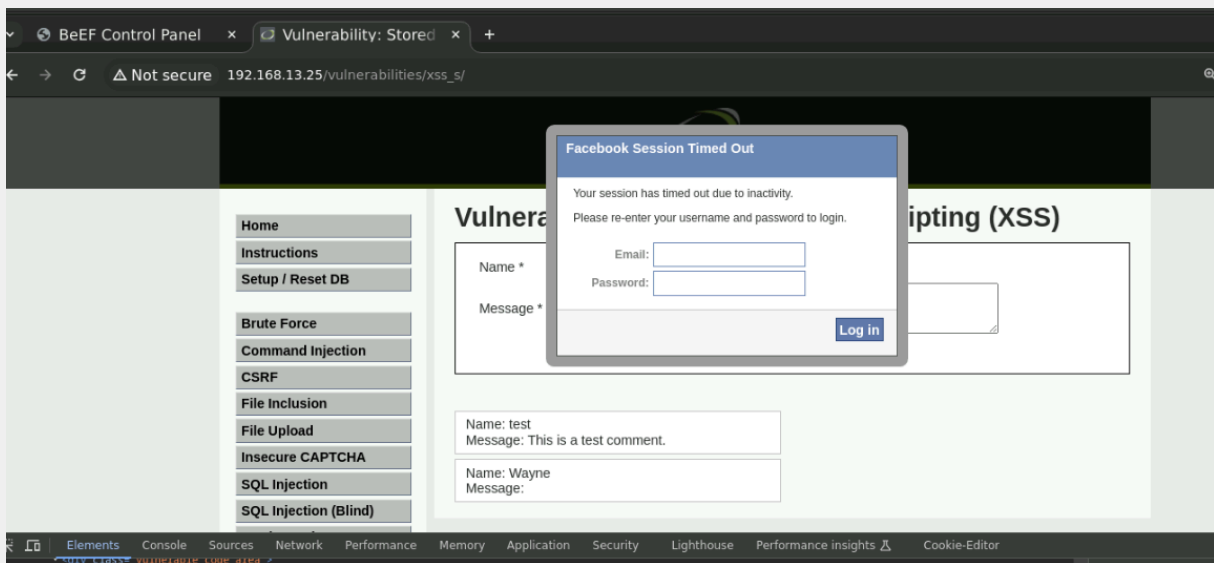 BeEF Control Panel
Vulnerability: Stored
Not secure 192.168.13.25/vulnerabilities/xss_s/
Facebook Session Timed Out
Your session has timed out due to inactivity.
Please re-enter your username and password to login.
Email:
Password:
Log in
Home
Instructions
Setup / Reset DB
Brute Force
Command Injection
CSRF
File Inclusion
File Upload
Insecure CAPTCHA
SQL Injection
SQL Injection (Blind)
Vulnera ipting (XSS)
Name *
Message *
Name: test
Message: This is a test comment.
Name: Wayne
Message:
Elements Console Sources Network Performance Memory Application Security Lighthouse Performance insights Cookie-Editor